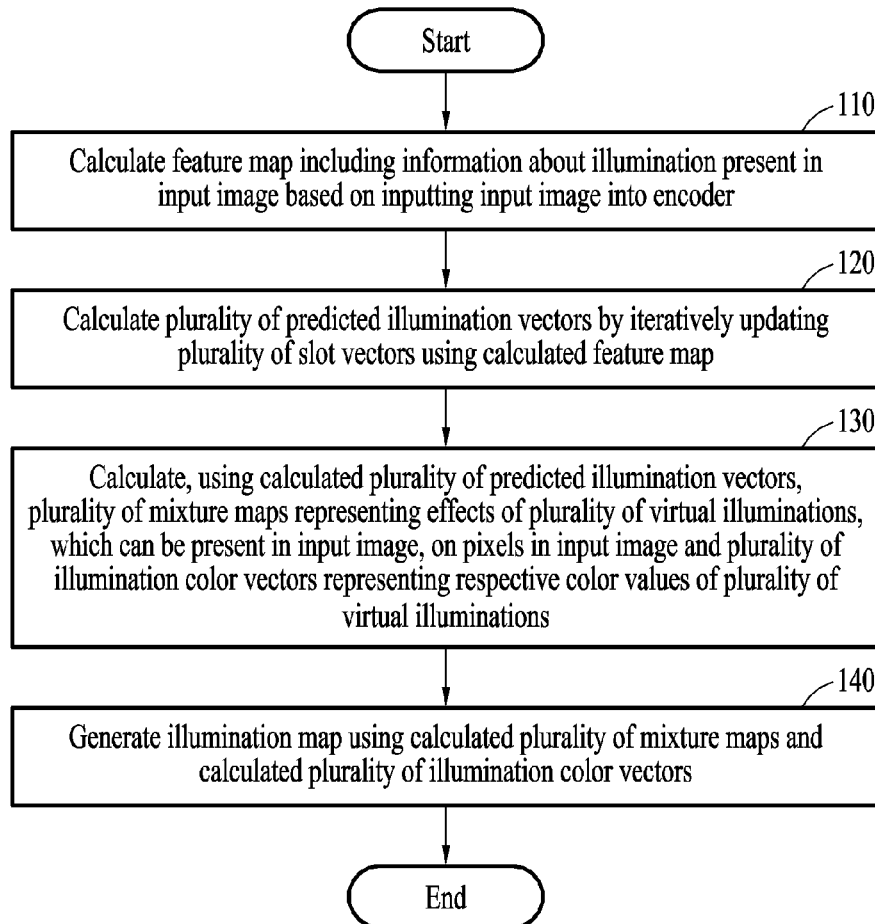 Start
110
Calculate feature map including information about illumination present in
input image based on inputting input image into encoder
120
Calculate plurality of predicted illumination vectors by iteratively updating
plurality of slot vectors using calculated feature map
130
Calculate, using calculated plurality of predicted illumination vectors,
plurality of mixture maps representing effects of plurality of virtual illuminations,
which can be present in input image, on pixels in input image and plurality of
illumination color vectors representing respective color values of plurality of
virtual illuminations
140
Generate illumination map using calculated plurality of mixture maps and
calculated plurality of illumination color vectors
End